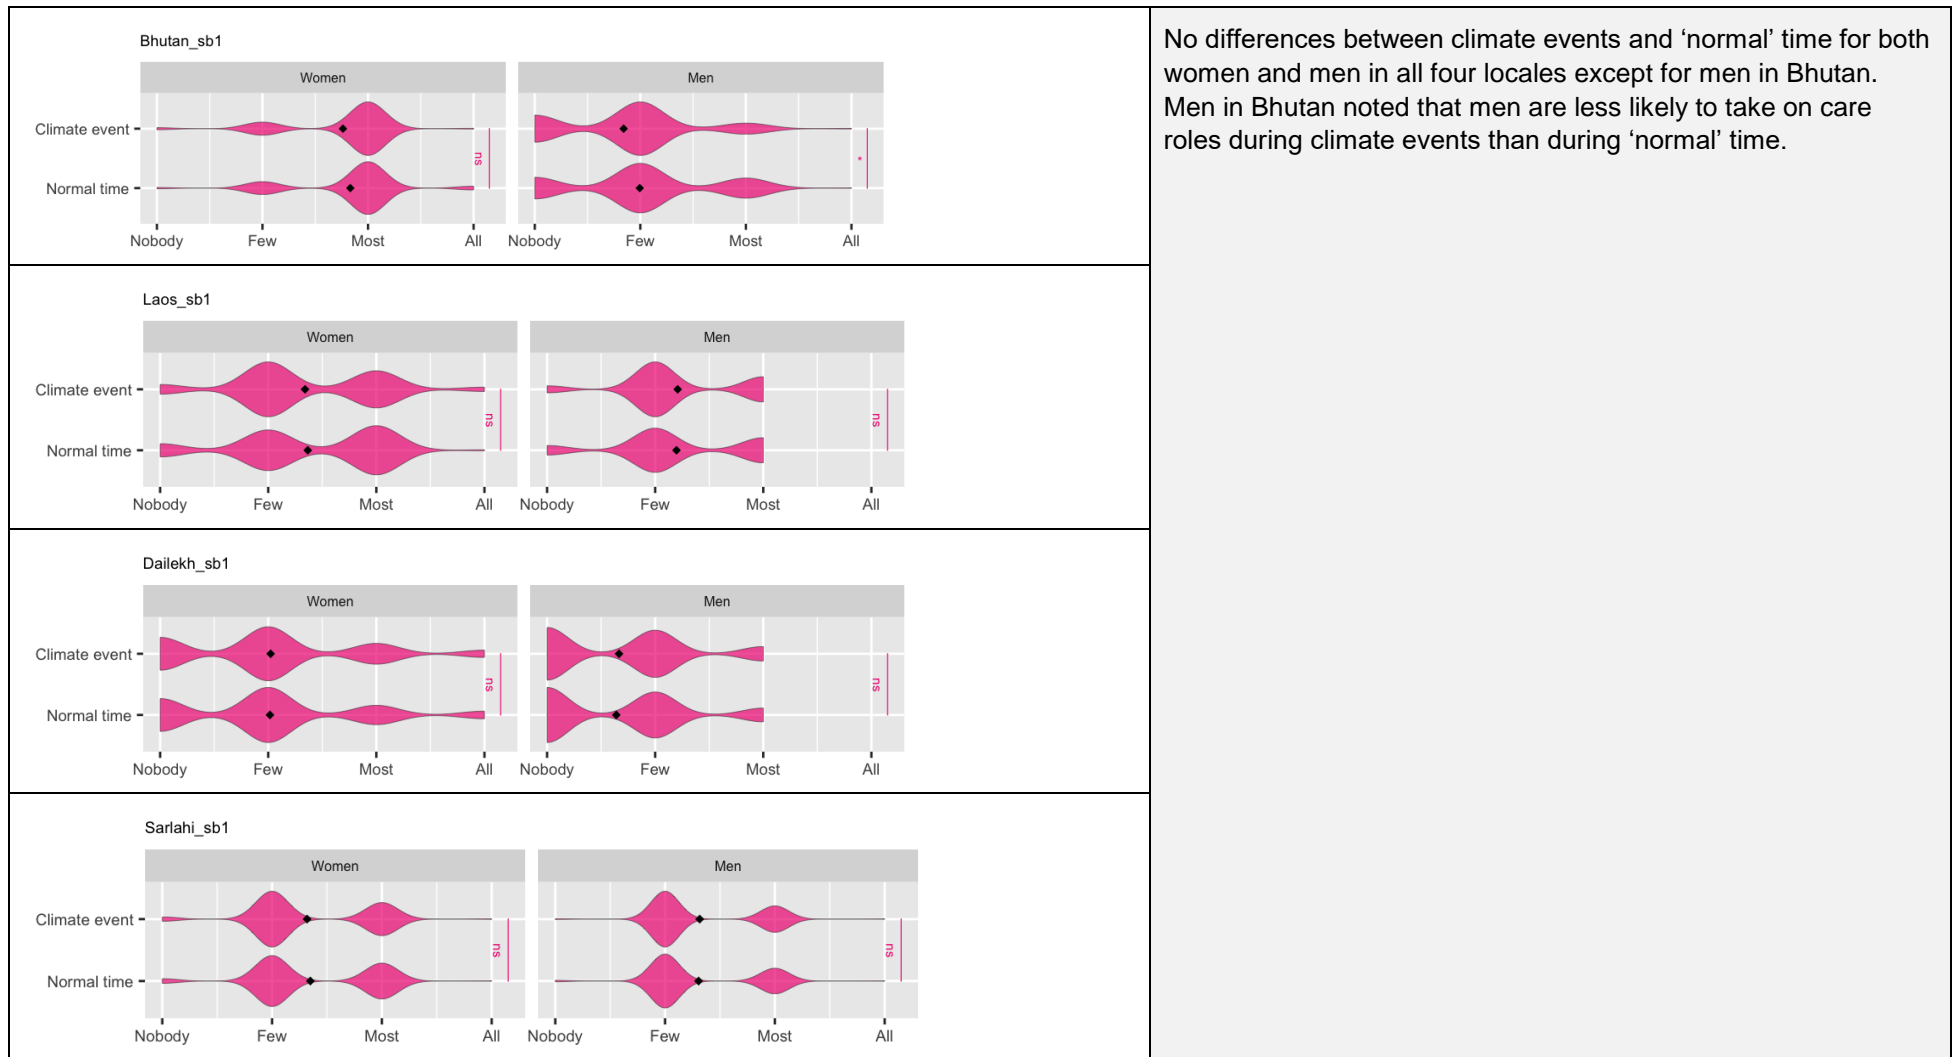 Bhutan_sb1
Women Men
Climate event
ns
*
Normal time
Nobody Few Most All Nobody Few Most All
Laos_sb1
Women Men
Climate event
ns
ns
Normal time
Nobody Few Most All Nobody Few Most All
Dailekh_sb1
Women Men
Climate event
ns
ns
Normal time
Nobody Few Most All Nobody Few Most All
Sarlahi_sb1
Women Men
Climate event
ns
ns
Normal time
Nobody Few Most All Nobody Few Most All
No differences between climate events and ‘normal’ time for both
women and men in all four locales except for men in Bhutan.
Men in Bhutan noted that men are less likely to take on care
roles during climate events than during ‘normal’ time.